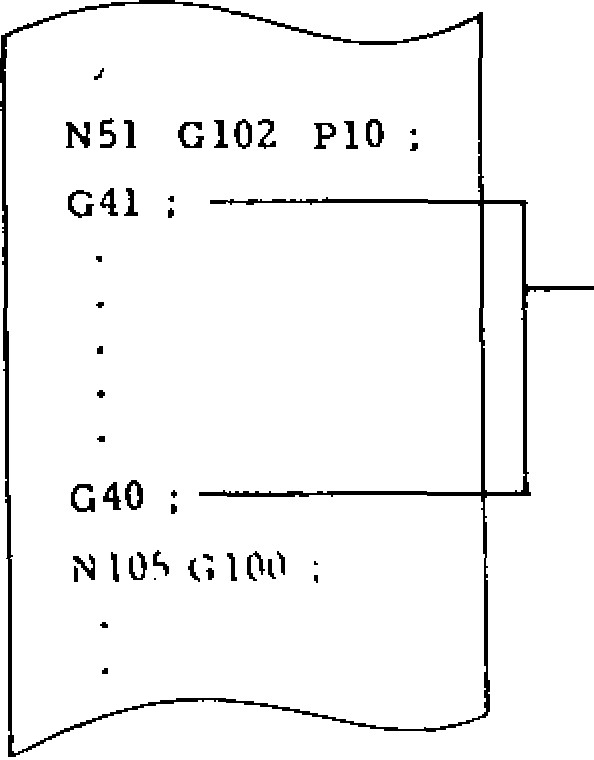 N51 G102 P10 ;
G41 ;
.
.
.
.
.
G40 ;
N105 G100 ;
.
.